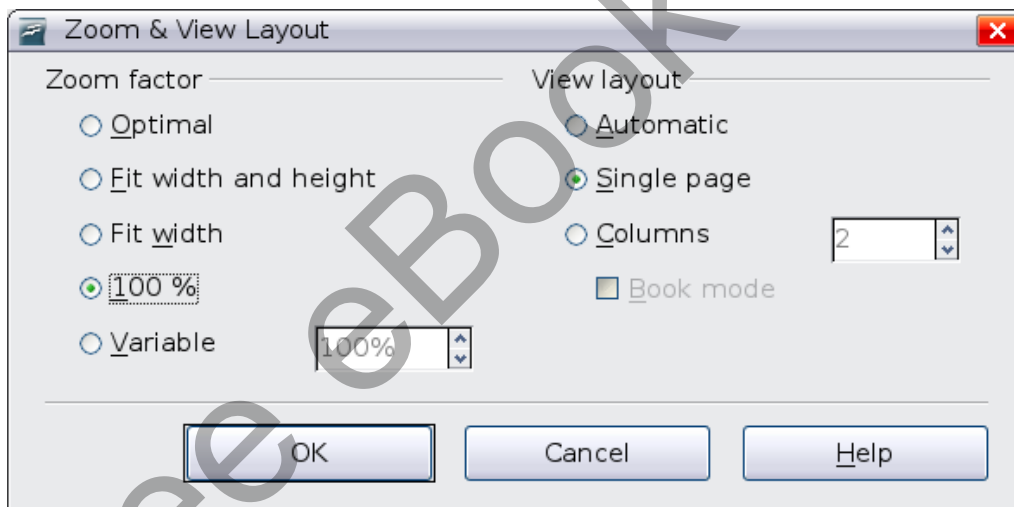 Zoom & View Layout
Zoom factor
Optimal
Fit width and height
Fit width
100 %
Variable 100%
View layout
Automatic
Single page
Columns 2
Book mode
OK Cancel Help
ee eBook